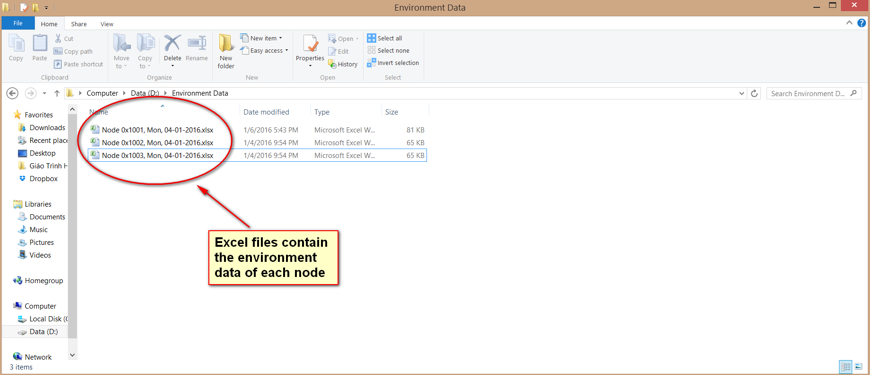 Environment Data
File
Home
Share
View
Copy
Paste
Cut
Copy path
Paste shortcut
Clipboard
Move to
Copy to
Delete
Rename
Organize
New folder
New item
Easy access
New
Properties
Open
Edit
History
Open
Select all
Select none
Invert selection
Select
Computer
Data (D:)
Environment Data
Search Environment D...
Favorites
Downloads
Recent place
Desktop
Giáo Trình H
Dropbox
Libraries
Documents
Music
Pictures
Videos
Homegroup
Computer
Local Disk (
Data (D:)
Network
Name Date modified Type Size
Node 0x1001, Mon, 04-01-2016.xlsx 1/6/2016 5:43 PM Microsoft Excel W... 81 KB
Node 0x1002, Mon, 04-01-2016.xlsx 1/4/2016 9:54 PM Microsoft Excel W... 65 KB
Node 0x1003, Mon, 04-01-2016.xlsx 1/4/2016 9:54 PM Microsoft Excel W... 65 KB
Excel files contain
the environment
data of each node
3 items